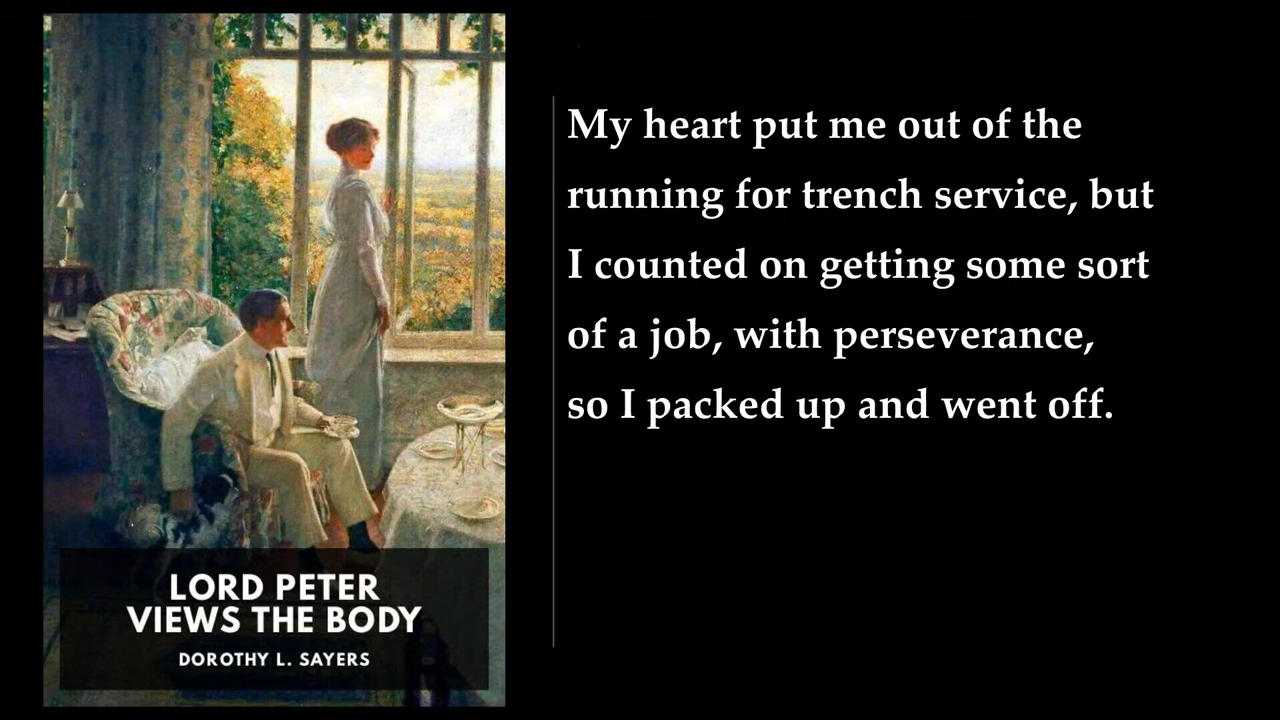 My heart put me out of the
running for trench service, but
I counted on getting some sort
of a job, with perseverance,
so I packed up and went off.
LORD PETER
VIEWS THE BODY
DOROTHY L. SAYERS